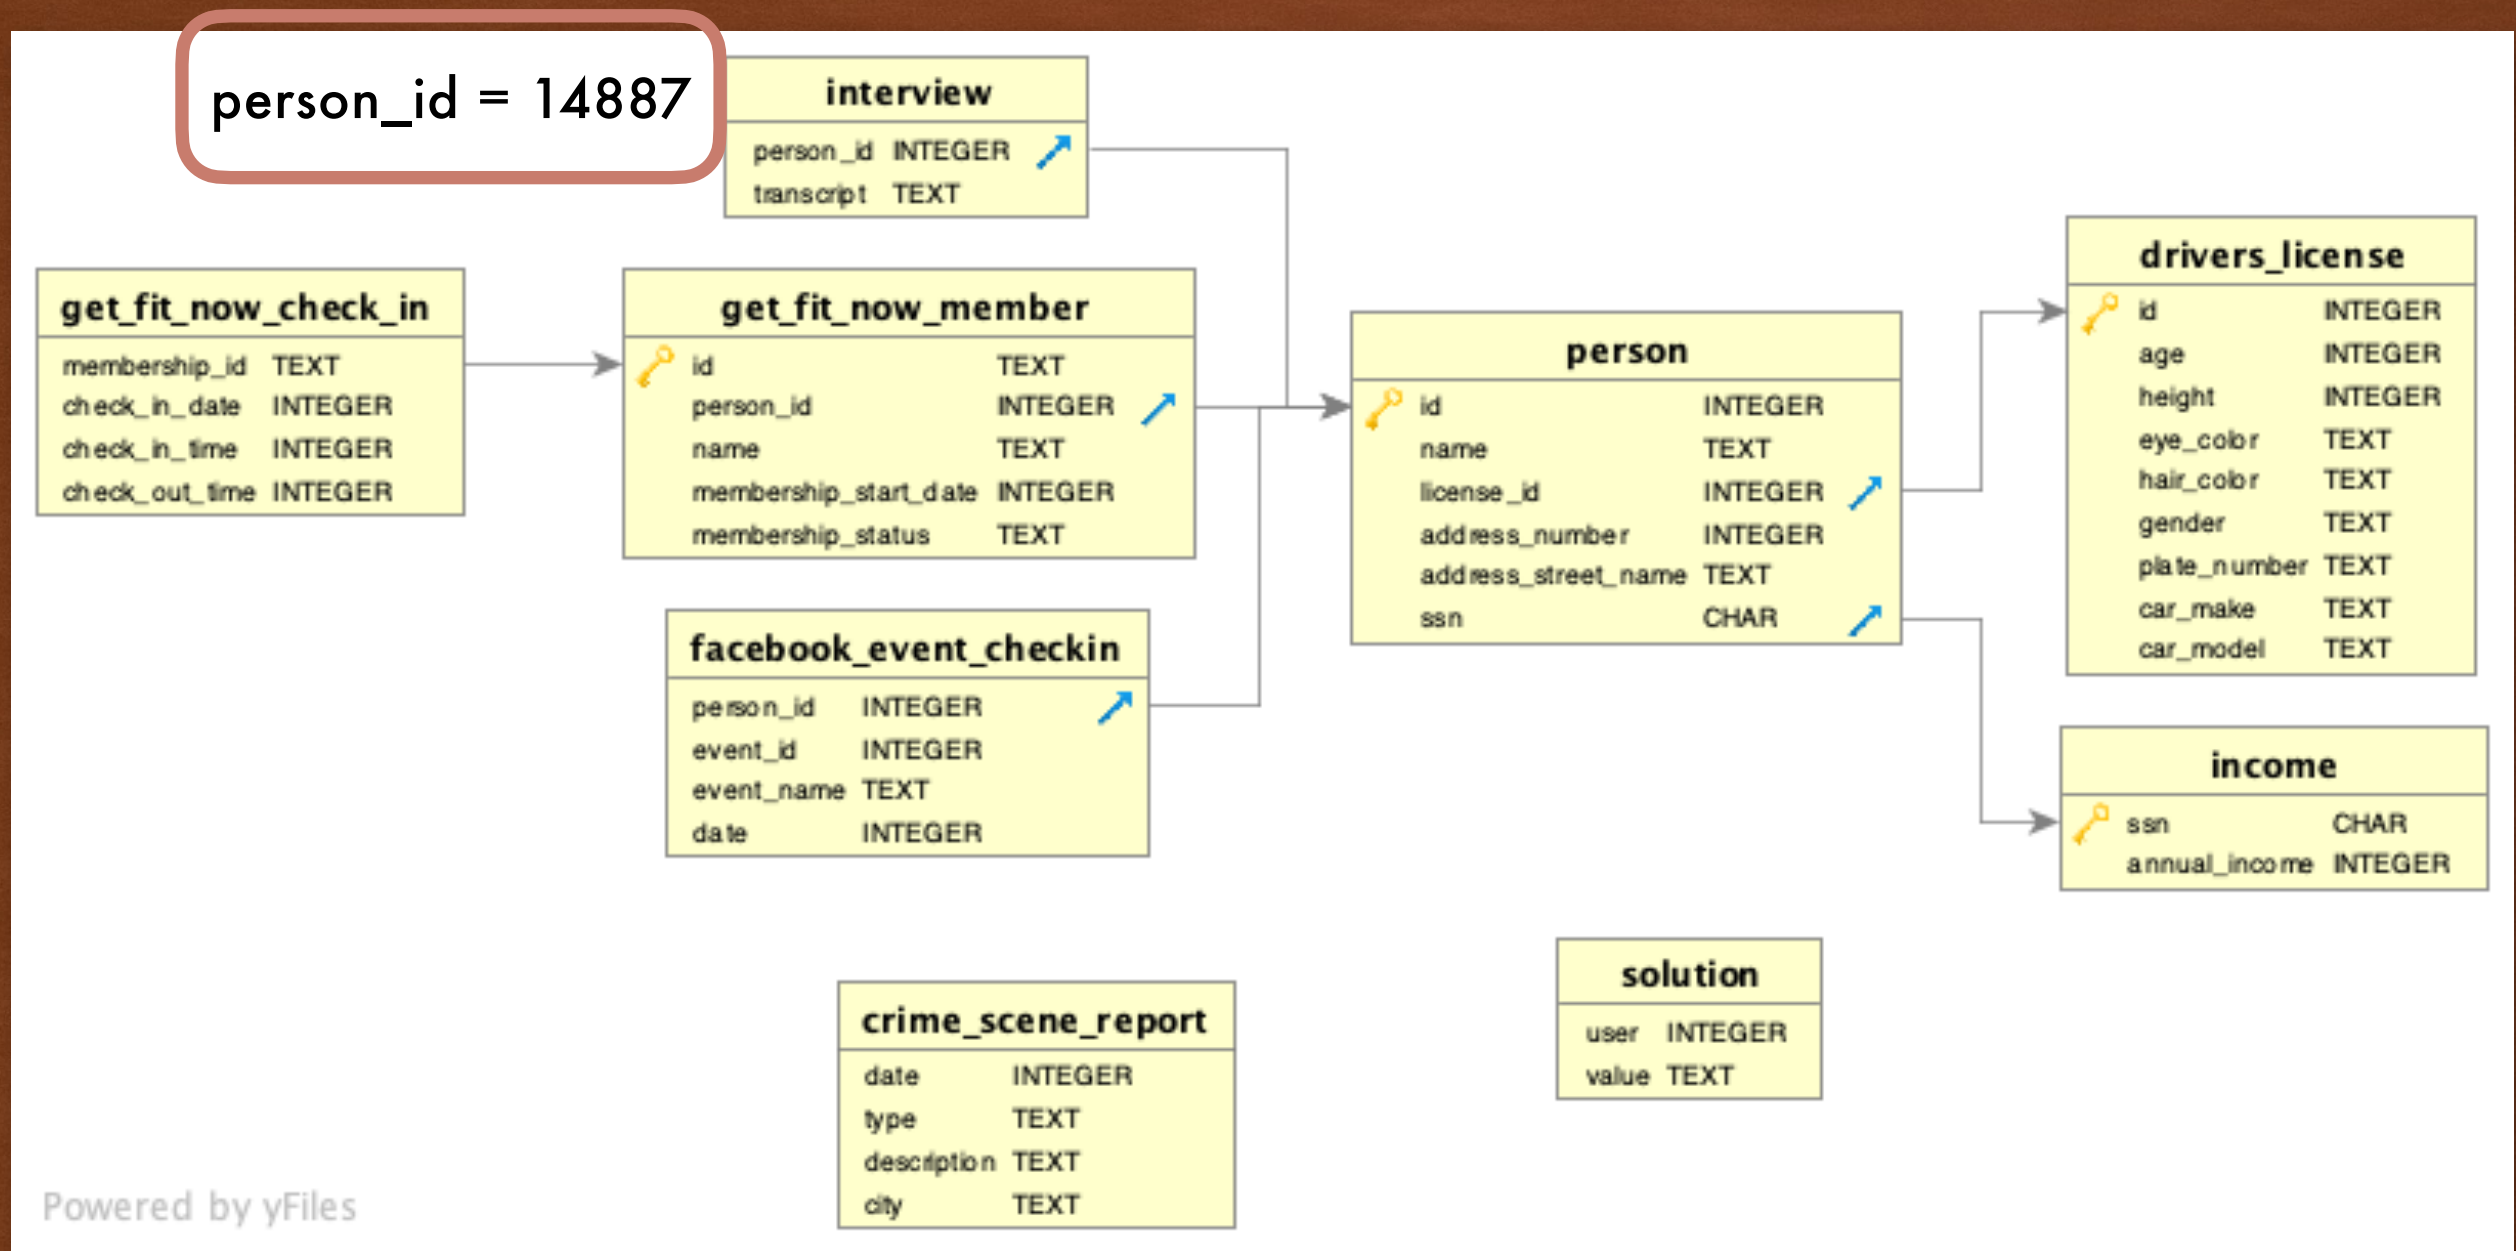 person_id = 14887
interview
person_id INTEGER
transcript TEXT
get_fit_now_check_in
membership_id TEXT
check_in_date INTEGER
check_in_time INTEGER
check_out_time INTEGER
get_fit_now_member
id TEXT
person_id INTEGER
name TEXT
membership_start_date INTEGER
membership_status TEXT
facebook_event_checkin
person_id INTEGER
event_id INTEGER
event_name TEXT
date INTEGER
person
id INTEGER
name TEXT
license_id INTEGER
address_number INTEGER
address_street_name TEXT
ssn CHAR
drivers_license
id INTEGER
age INTEGER
height INTEGER
eye_color TEXT
hair_color TEXT
gender TEXT
plate_number TEXT
car_make TEXT
car_model TEXT
income
ssn CHAR
annual_income INTEGER
crime_scene_report
date INTEGER
type TEXT
description TEXT
city TEXT
solution
user INTEGER
value TEXT
Powered by yFiles